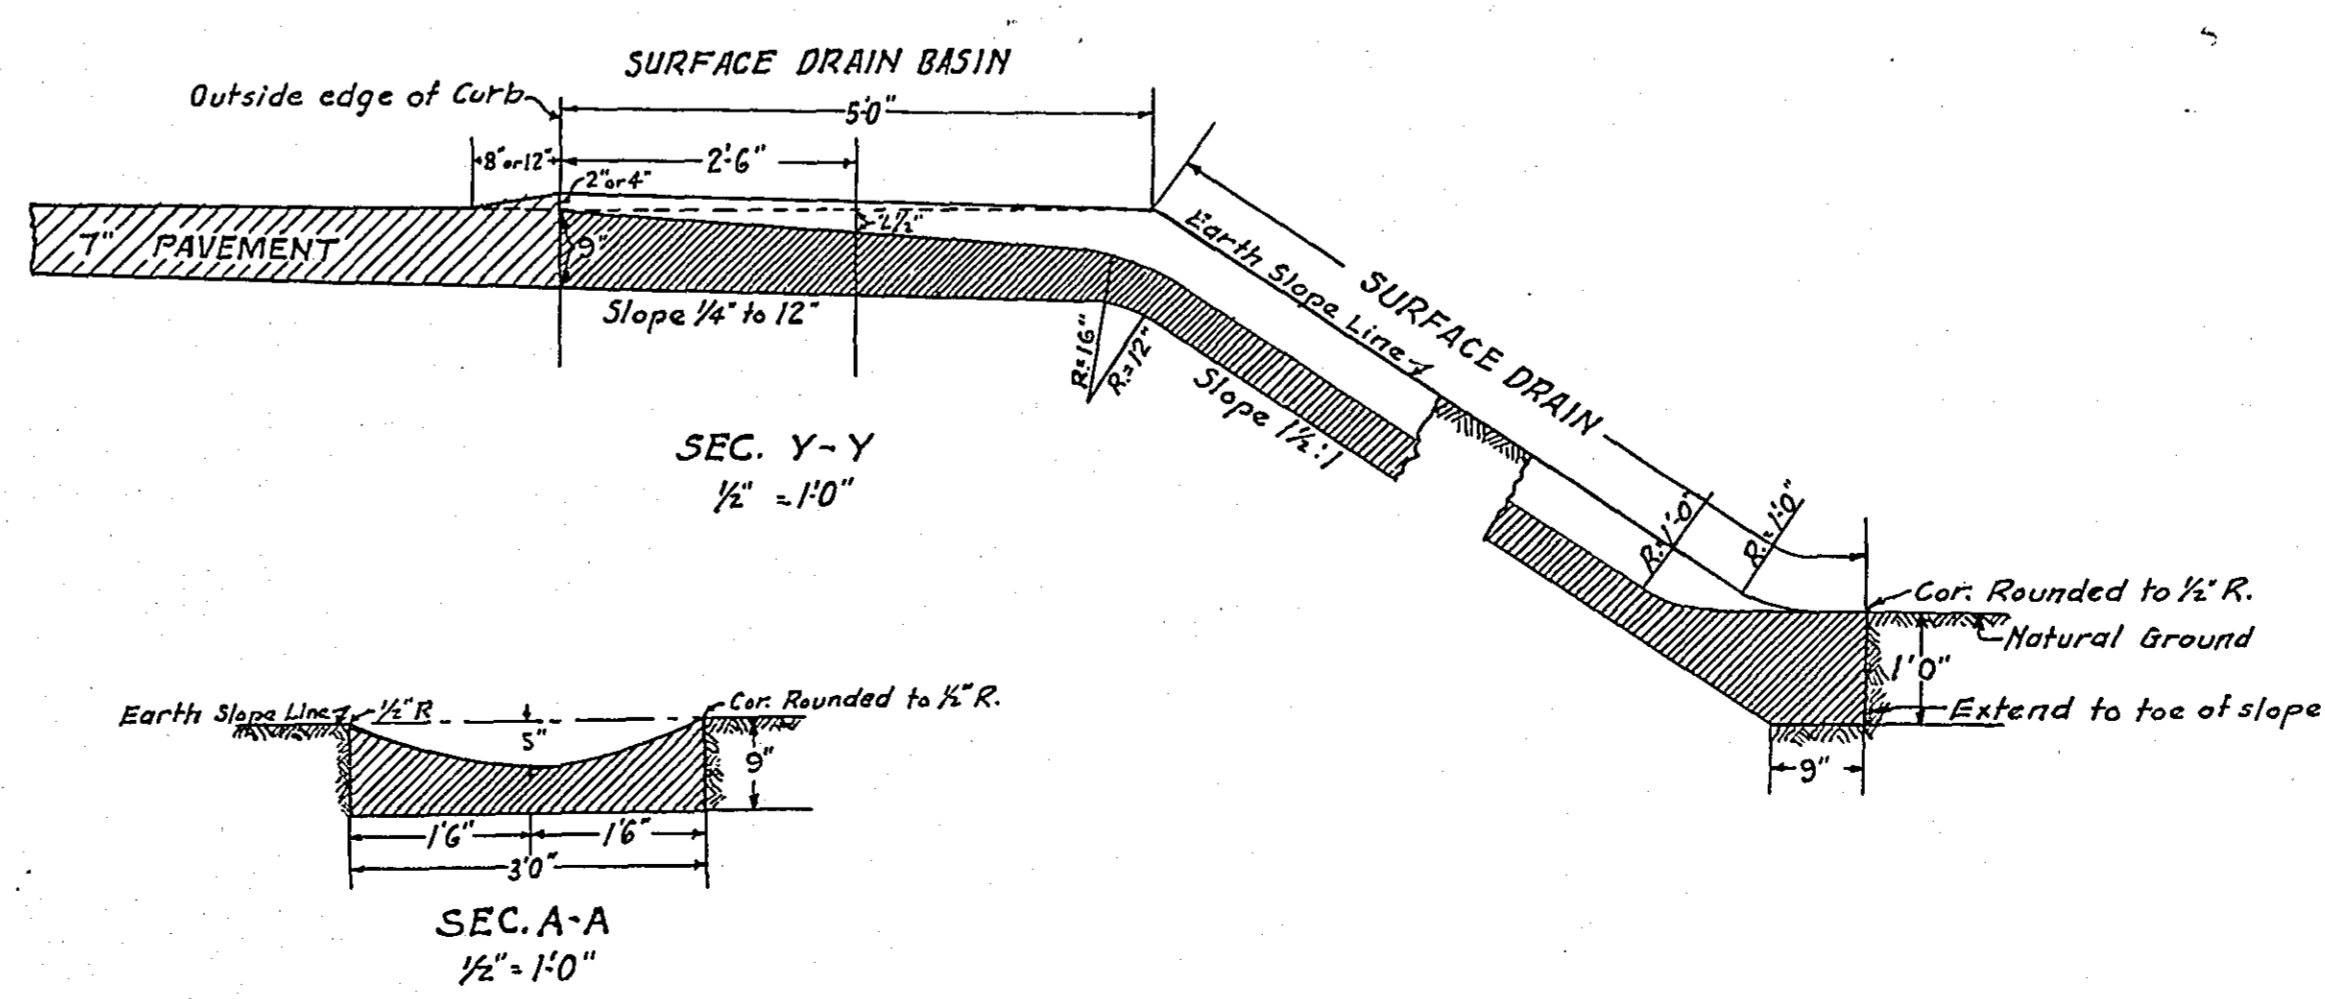 SURFACE DRAIN BASIN
Outside edge of Curb
5'0"
8" or 12"
2'-6"
2" or 4"
7" PAVEMENT
9"
2½"
Slope ¼" to 12"
R.=16"
R.=12"
Earth Slope Line
SURFACE DRAIN
Slope 1½:1
R.=1'-0"
R.=1'-0"
SEC. Y-Y
½" = 1'-0"
Cor. Rounded to ½" R.
Natural Ground
1'0"
Extend to toe of slope
9"
Earth Slope Line
½" R
Cor. Rounded to ½" R.
5"
9"
1'6"
1'6"
3'0"
SEC. A-A
½" = 1'-0"